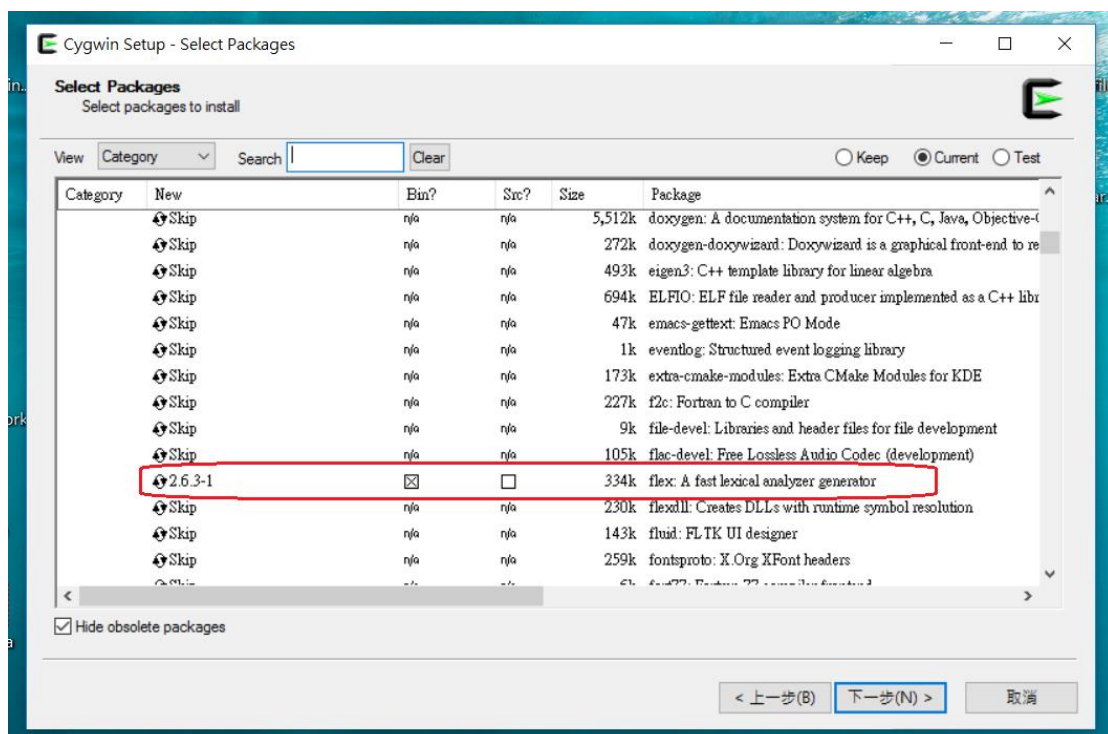 Cygwin Setup - Select Packages
Select Packages
Select packages to install
View Category Search Clear Keep Current Test
Category New Bin? Src? Size Package
Skip n/a n/a 5,512k doxygen: A documentation system for C++, C, Java, Objective-
Skip n/a n/a 272k doxygen-doxywizard: Doxywizard is a graphical front-end to re
Skip n/a n/a 493k eigen3: C++ template library for linear algebra
Skip n/a n/a 694k ELFIO: ELF file reader and producer implemented as a C++ libr
Skip n/a n/a 47k emacs-gettext: Emacs PO Mode
Skip n/a n/a 1k eventlog: Structured event logging library
Skip n/a n/a 173k extra-cmake-modules: Extra CMake Modules for KDE
Skip n/a n/a 227k f2c: Fortran to C compiler
Skip n/a n/a 9k file-devel: Libraries and header files for file development
Skip n/a n/a 105k flac-devel: Free Lossless Audio Codec (development)
2.6.3-1 334k flex: A fast lexical analyzer generator
Skip n/a n/a 230k flexdll: Creates DLLs with runtime symbol resolution
Skip n/a n/a 143k fluid: FLTK UI designer
Skip n/a n/a 259k fontsproto: X.Org XFont headers
Hide obsolete packages
< 上一步(B) 下一步(N) > 取消